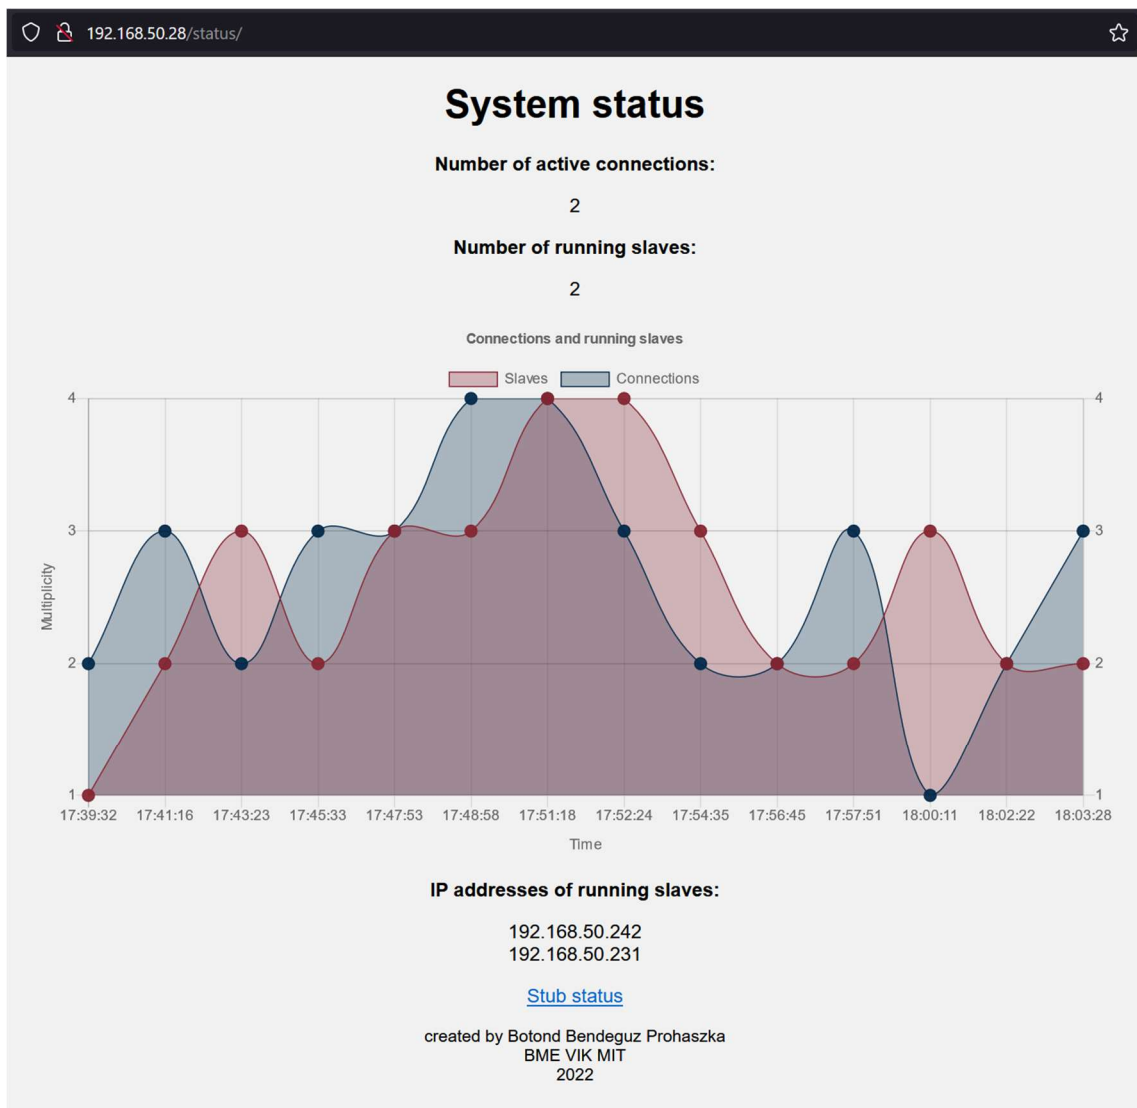 192.168.50.28/status/
System status
Number of active connections:
2
Number of running slaves:
2
Connections and running slaves
Slaves Connections
4 4
3 3
Multiplicity
2 2
1 1
17:39:32 17:41:16 17:43:23 17:45:33 17:47:53 17:48:58 17:51:18 17:52:24 17:54:35 17:56:45 17:57:51 18:00:11 18:02:22 18:03:28
Time
IP addresses of running slaves:
192.168.50.242
192.168.50.231
Stub status
created by Botond Bendeguz Prohaszka
BME VIK MIT
2022